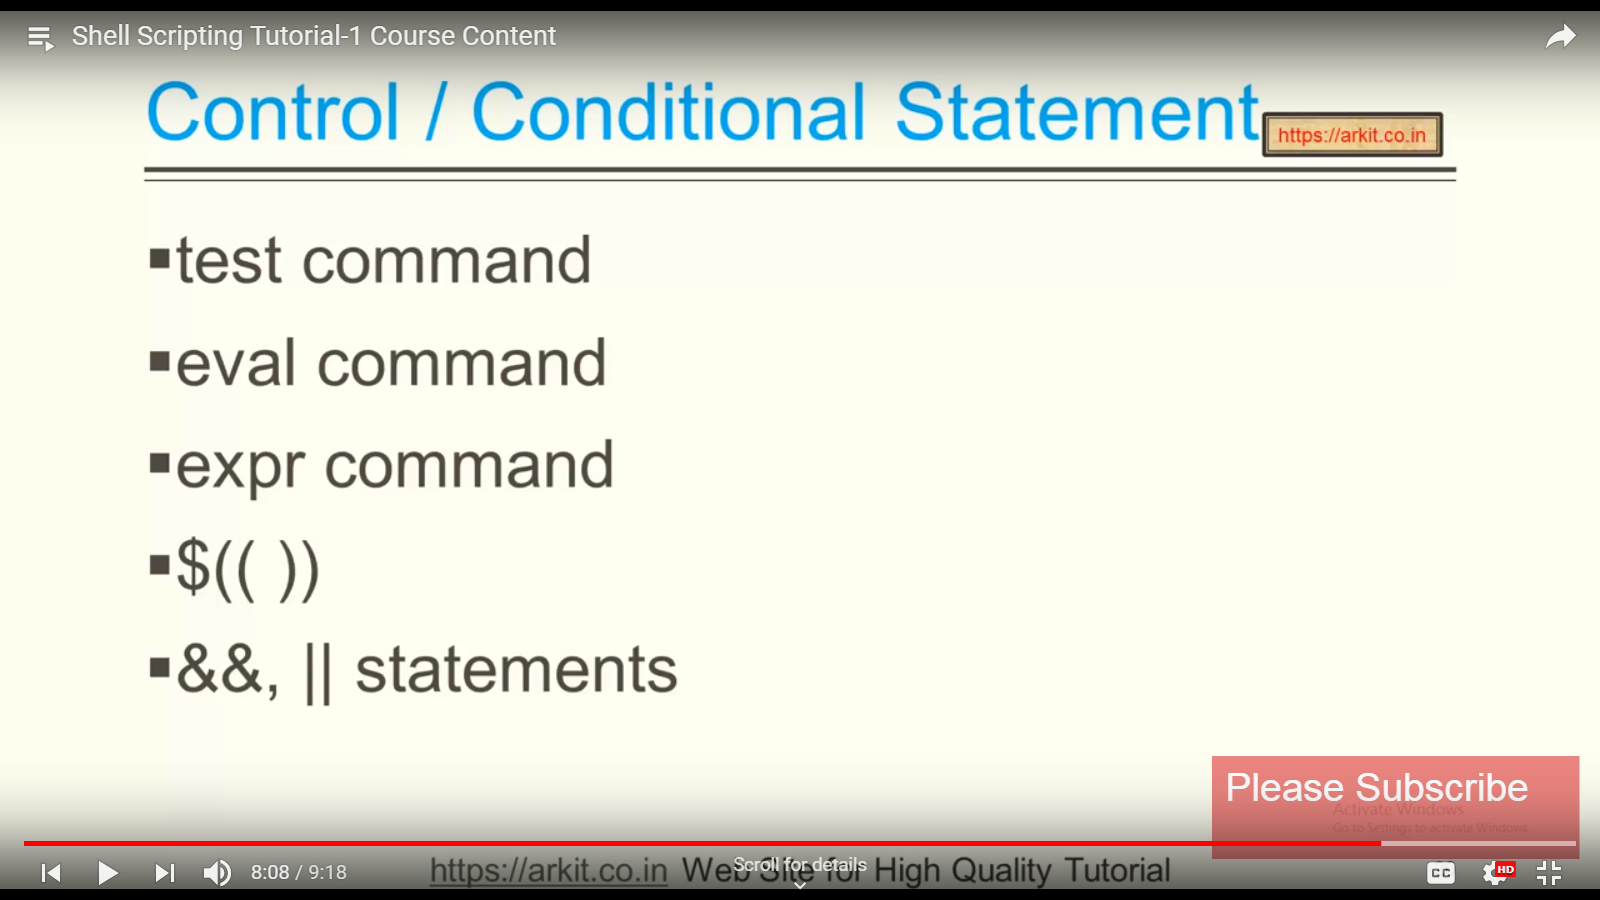 Shell Scripting Tutorial-1 Course Content
Control / Conditional Statement
https://arkit.co.in
▪test command
▪eval command
▪expr command
▪$(( ))
▪&&, || statements
Please Subscribe
Activate Windows
Go to Settings to activate Windows.
8:08 / 9:18
https://arkit.co.in Web Site for High Quality Tutorial
Scroll for details
CC
HD